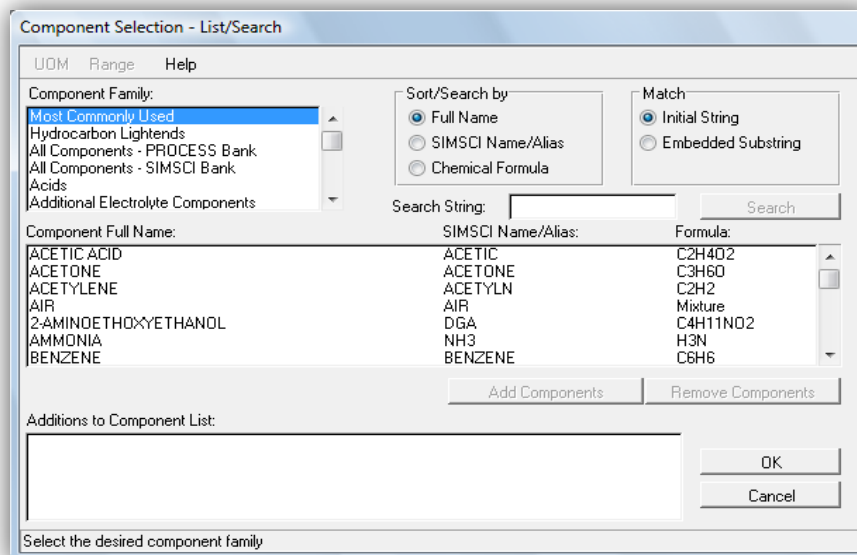 Component Selection - List/Search
UOM Range Help
Component Family:
Most Commonly Used
Hydrocarbon Lightends
All Components - PROCESS Bank
All Components - SIMSCI Bank
Acids
Additional Electrolyte Components
Sort/Search by
Full Name
SIMSCI Name/Alias
Chemical Formula
Match
Initial String
Embedded Substring
Search String: Search
Component Full Name: SIMSCI Name/Alias: Formula:
ACETIC ACID ACETIC C2H4O2
ACETONE ACETONE C3H6O
ACETYLENE ACETYLN C2H2
AIR AIR Mixture
2-AMINOETHOXYETHANOL DGA C4H11NO2
AMMONIA NH3 H3N
BENZENE BENZENE C6H6
Add Components Remove Components
Additions to Component List:
OK
Cancel
Select the desired component family